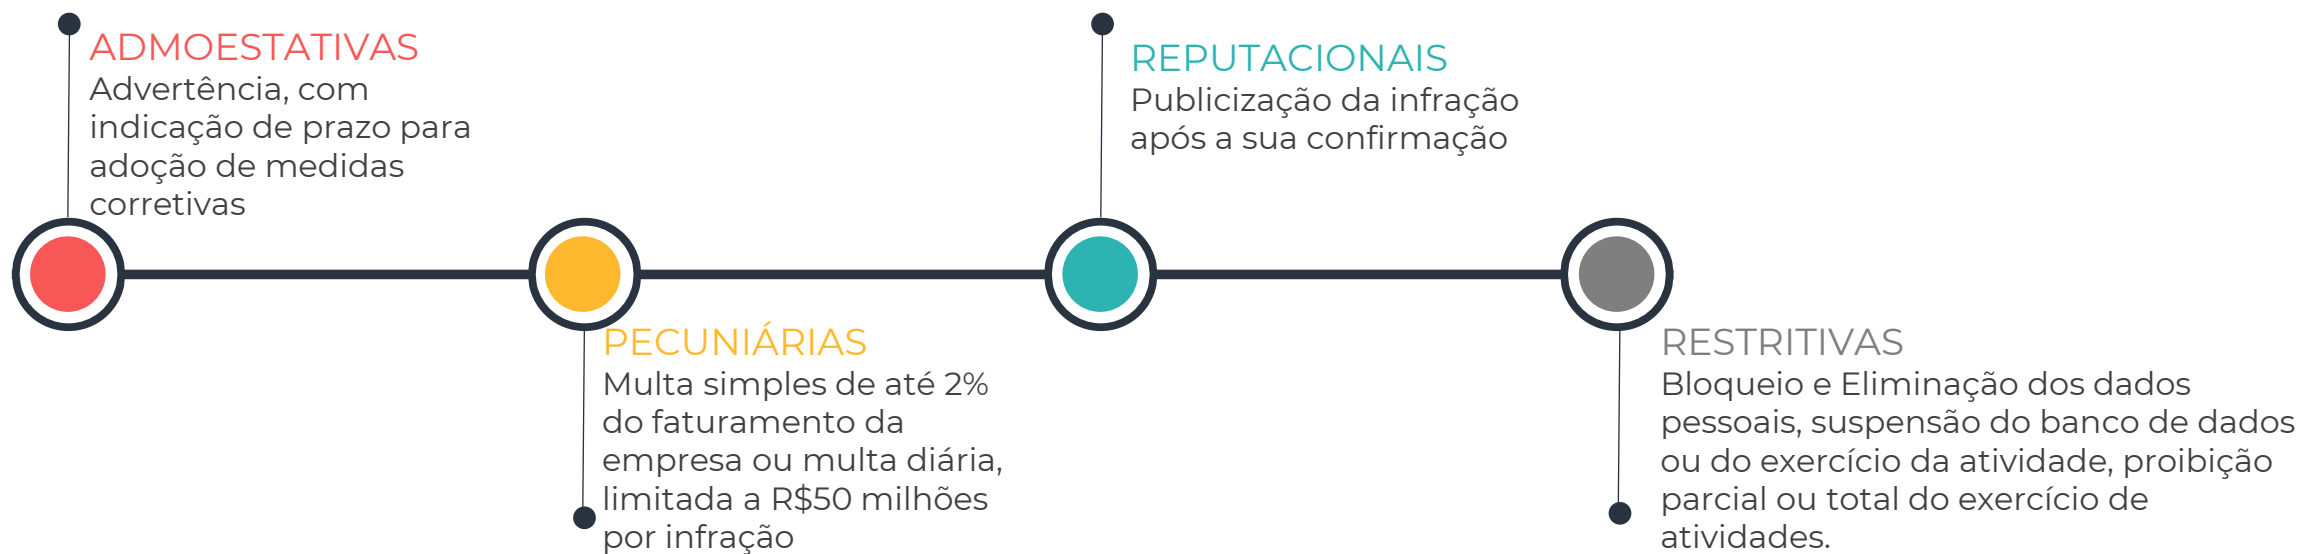 ADMOESTATIVAS
Advertência, com
indicação de prazo para
adoção de medidas
corretivas
PECUNIÁRIAS
Multa simples de até 2%
do faturamento da
empresa ou multa diária,
limitada a R$50 milhões
por infração
REPUTACIONAIS
Publicização da infração
após a sua confirmação
RESTRITIVAS
Bloqueio e Eliminação dos dados
pessoais, suspensão do banco de dados
ou do exercício da atividade, proibição
parcial ou total do exercício de
atividades.